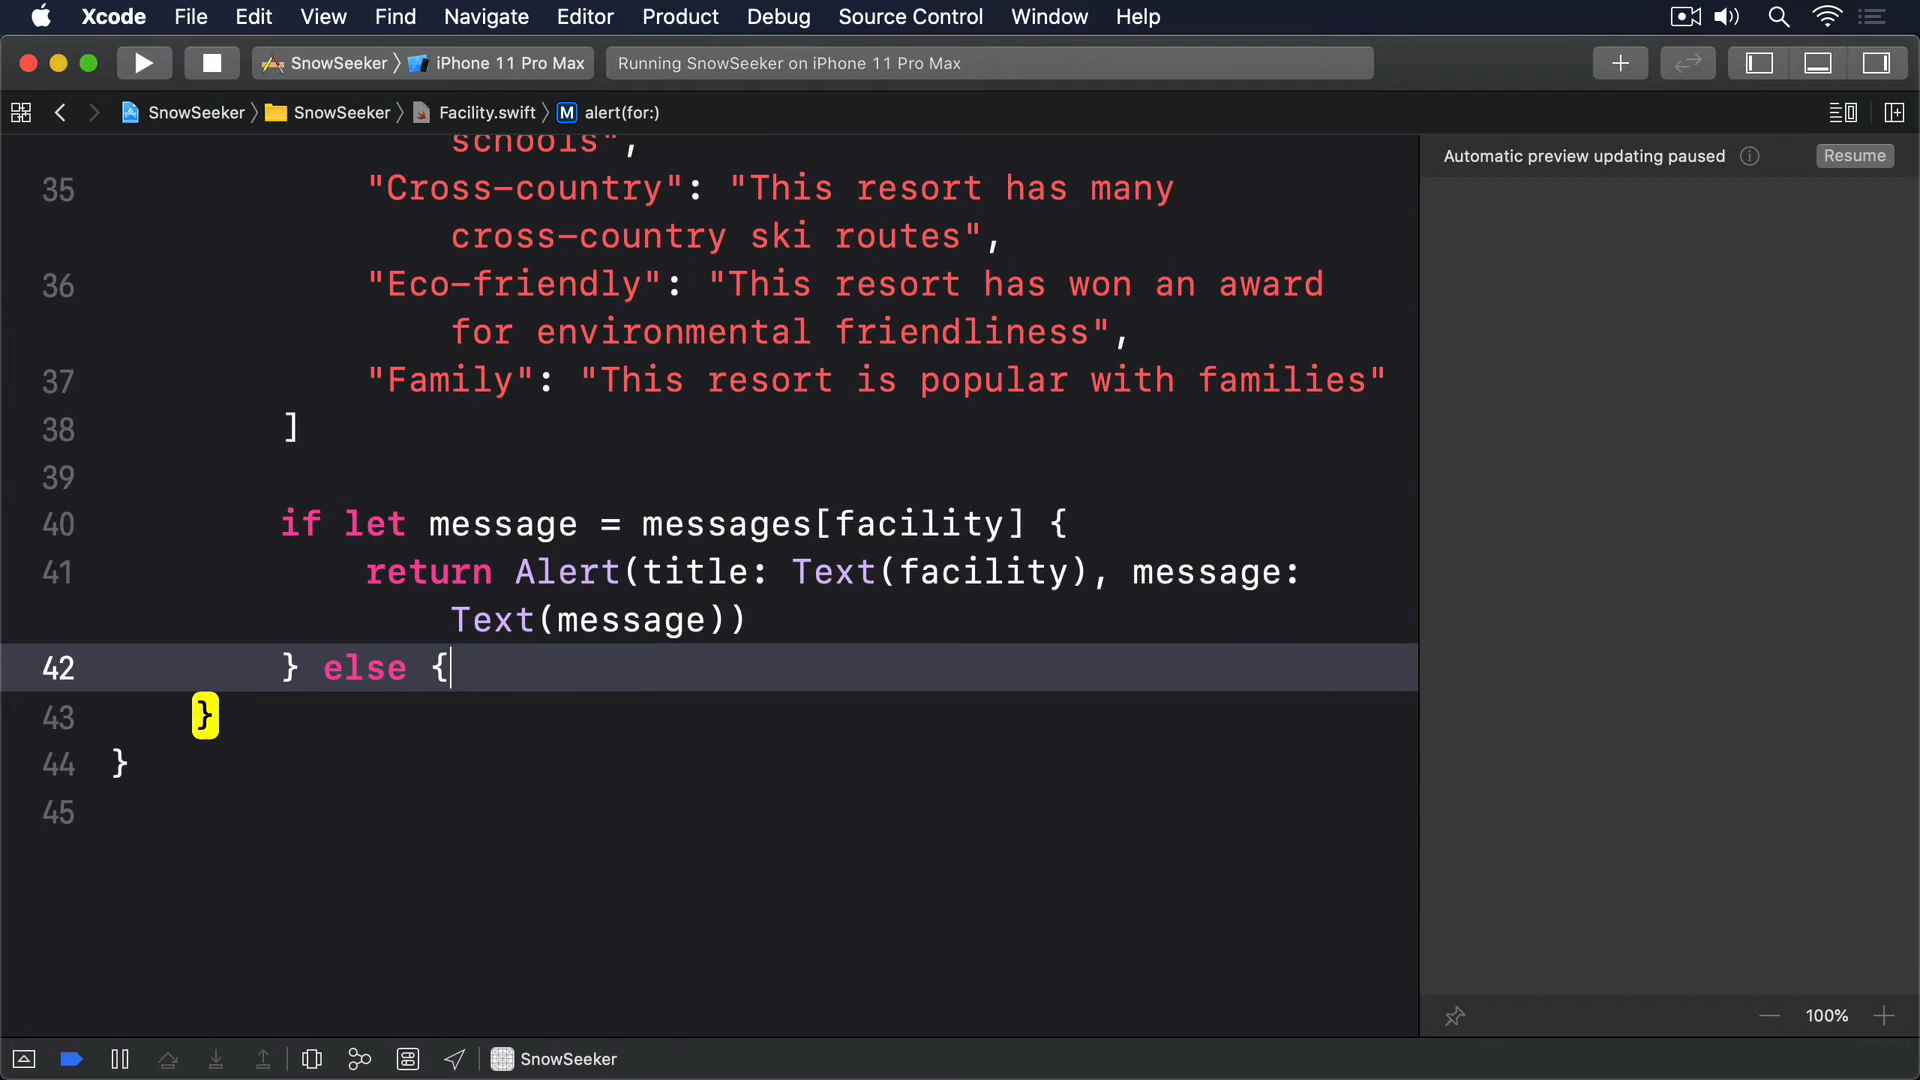 Xcode File Edit View Find Navigate Editor Product Debug Source Control Window Help
SnowSeeker iPhone 11 Pro Max Running SnowSeeker on iPhone 11 Pro Max
SnowSeeker SnowSeeker Facility.swift M alert(for:)
Automatic preview updating paused Resume
schools",
35 "Cross-country": "This resort has many
cross-country ski routes",
36 "Eco-friendly": "This resort has won an award
for environmental friendliness",
37 "Family": "This resort is popular with families"
38 ]
39
40 if let message = messages[facility] {
41 return Alert(title: Text(facility), message:
Text(message))
42 } else {
43 }
44 }
45
100%
SnowSeeker